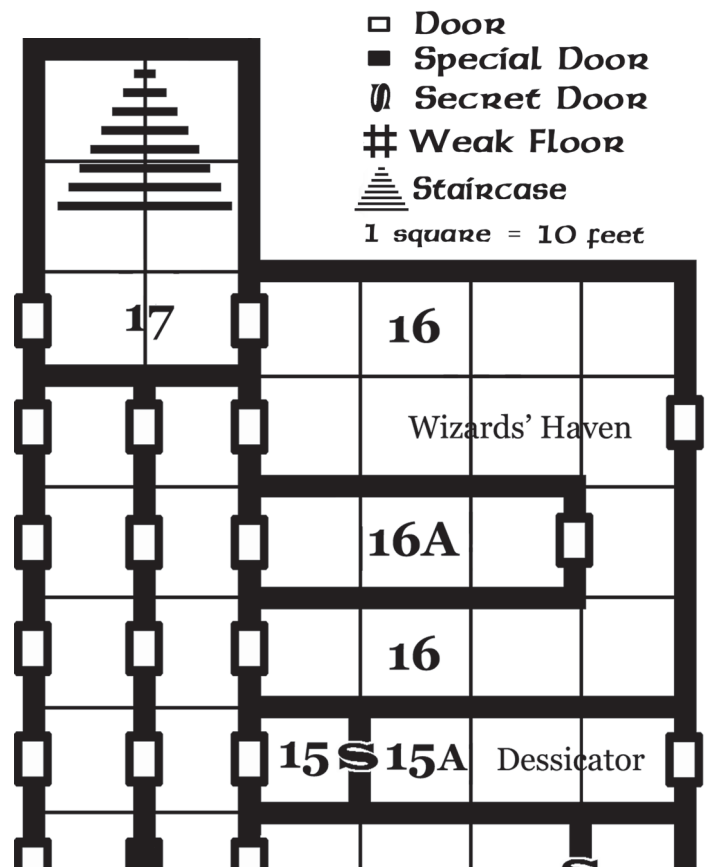 Door
Special Door
S Secret Door
Weak Floor
Staircase
1 square = 10 feet
17
16
Wizards’ Haven
16A
16
15 S 15A Dessicator
S